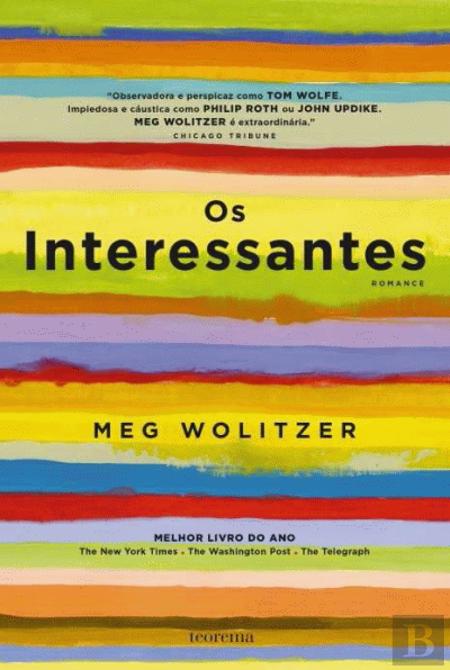 "Observadora e perspicaz como TOM WOLFE.
Impiedosa e cáustica como PHILIP ROTH ou JOHN UPDIKE.
MEG WOLITZER é extraordinária."
CHICAGO TRIBUNE
Os
Interessantes
ROMANCE
MEG WOLITZER
MELHOR LIVRO DO ANO
The New York Times • The Washington Post • The Telegraph
teorema
B